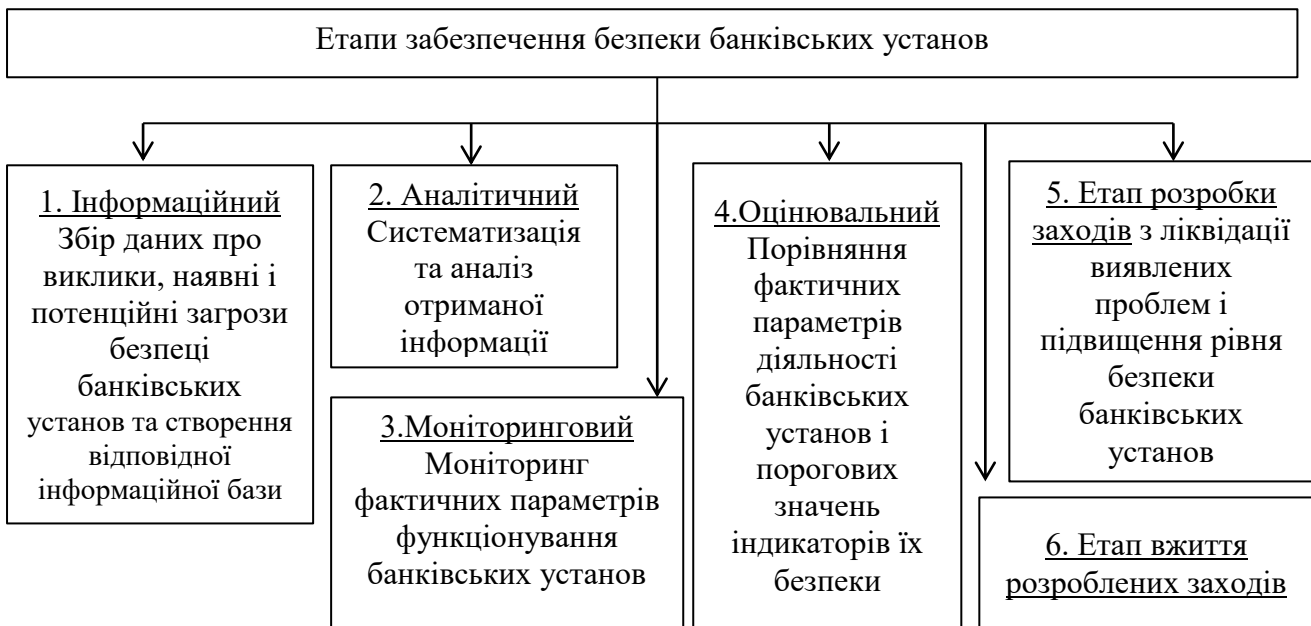 Етапи забезпечення безпеки банківських установ
1. Інформаційний
Збір даних про
виклики, наявні і
потенційні загрози
безпеці
банківських
установ та створення
відповідної
інформаційної бази
2. Аналітичний
Систематизація
та аналіз
отриманої
інформації
3.Моніторинговий
Моніторинг
фактичних параметрів
функціонування
банківських установ
4.Оцінювальний
Порівняння
фактичних
параметрів
діяльності
банківських
установ і
порогових
значень
індикаторів їх
безпеки
5. Етап розробки
заходів з ліквідації
виявлених
проблем і
підвищення рівня
безпеки
банківських
установ
6. Етап вжиття
розроблених заходів